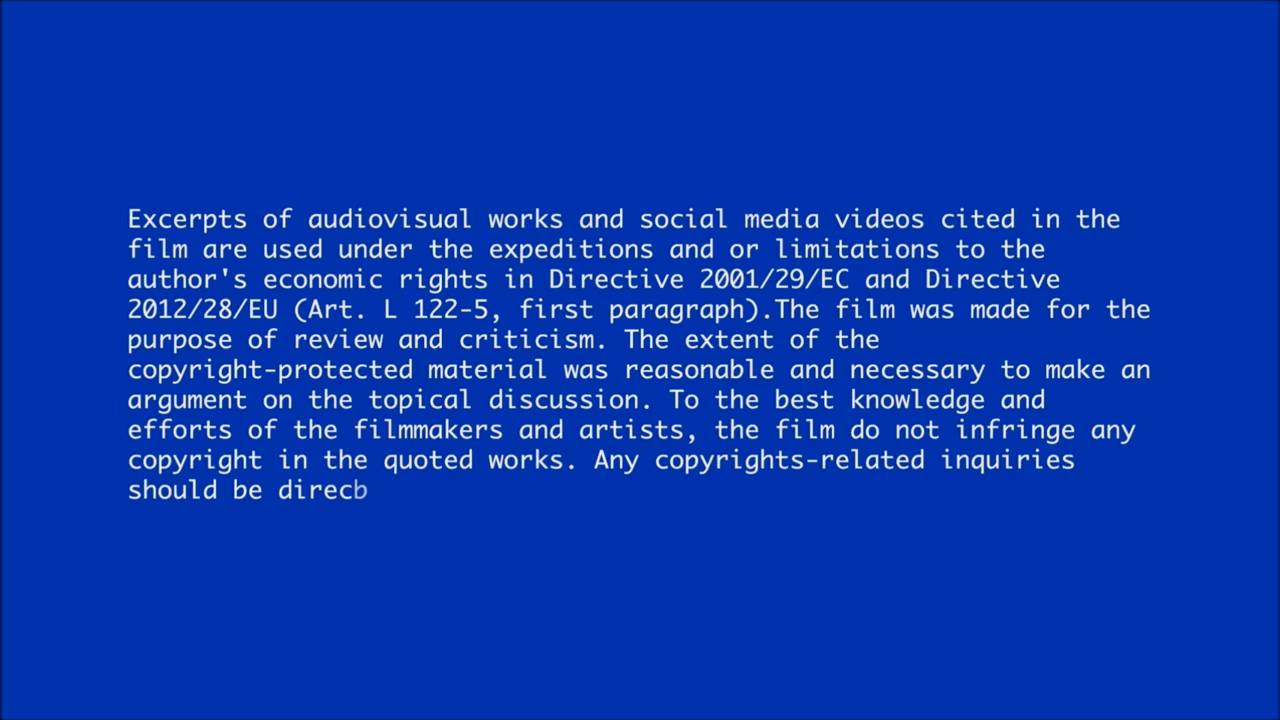 Excerpts of audiovisual works and social media videos cited in the
film are used under the expeditions and or limitations to the
author's economic rights in Directive 2001/29/EC and Directive
2012/28/EU (Art. L 122-5, first paragraph).The film was made for the
purpose of review and criticism. The extent of the
copyright-protected material was reasonable and necessary to make an
argument on the topical discussion. To the best knowledge and
efforts of the filmmakers and artists, the film do not infringe any
copyright in the quoted works. Any copyrights-related inquiries
should be direcb